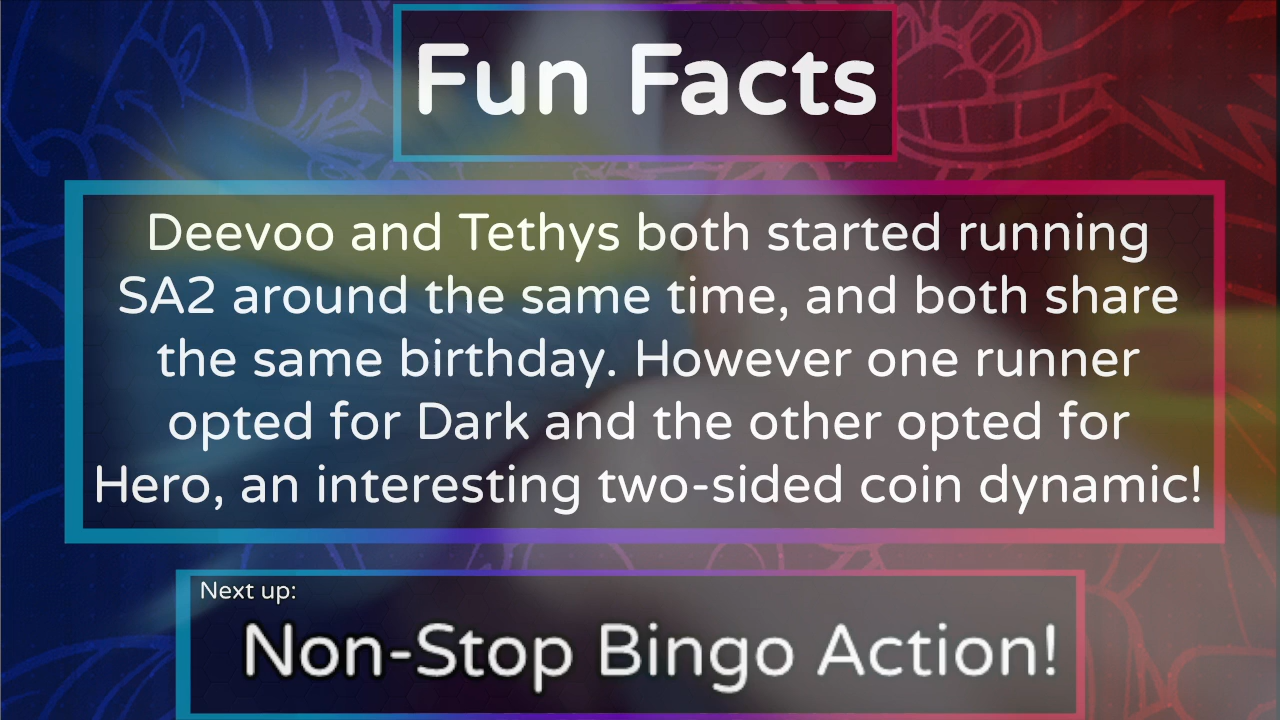 Fun Facts
Deevoo and Tethys both started running
SA2 around the same time, and both share
the same birthday. However one runner
opted for Dark and the other opted for
Hero, an interesting two-sided coin dynamic!
Next up:
Non-Stop Bingo Action!